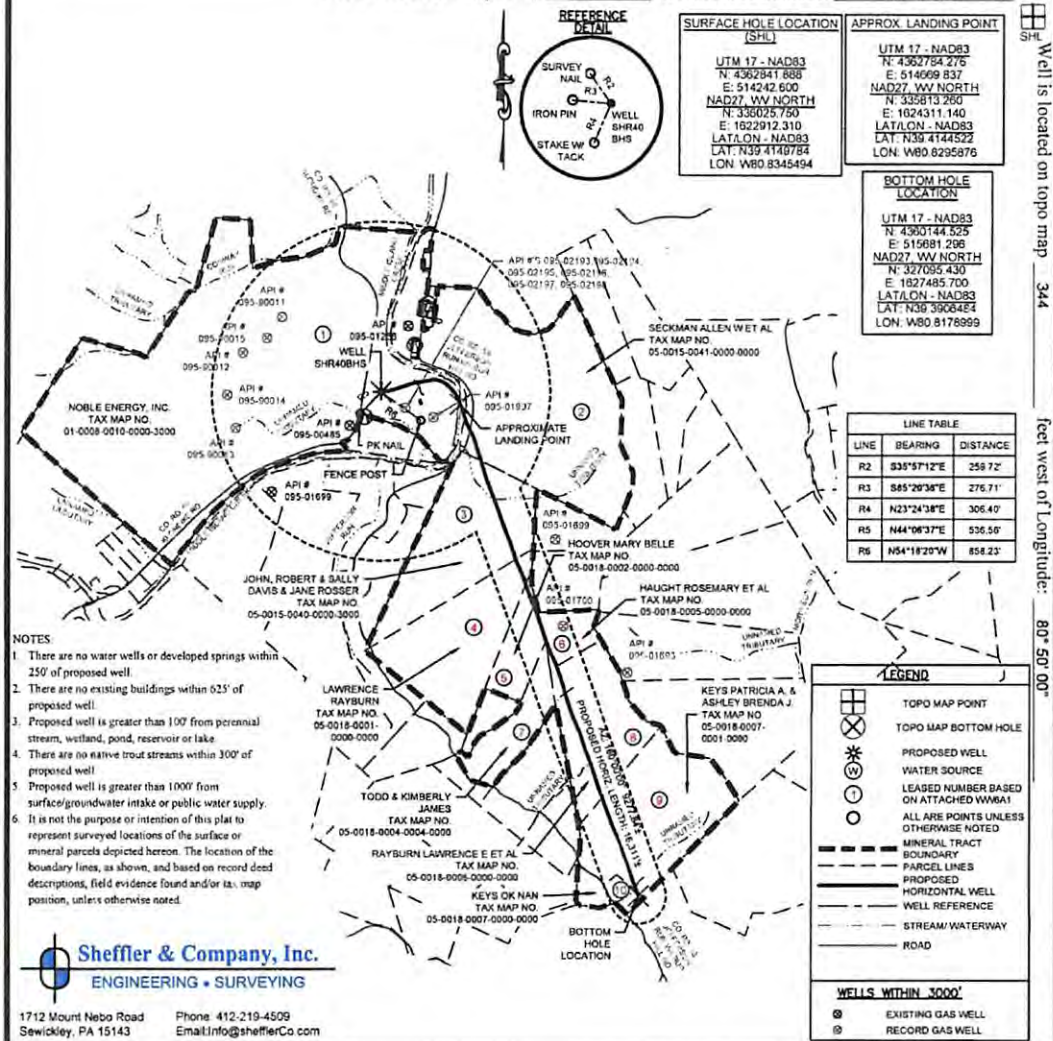 REFERENCE
DETAIL
SURVEY
NAIL
R2
R3
IRON PIN
R4
WELL
SHR40
BHS
STAKE W/
TACK
SURFACE HOLE LOCATION
(SHL)
UTM 17 - NAD83
N: 4362841.888
E: 514242.600
NAD27, WV NORTH
N: 336025.750
E: 1622912.310
LAT/LON - NAD83
LAT: N39.4149784
LON: W80.8345494
APPROX. LANDING POINT
UTM 17 - NAD83
N: 4362784.276
E: 514669.837
NAD27, WV NORTH
N: 335813.260
E: 1624311.140
LAT/LON - NAD83
LAT: N39.4144522
LON: W80.8295876
BOTTOM HOLE
LOCATION
UTM 17 - NAD83
N: 4360144.525
E: 515681.296
NAD27, WV NORTH
N: 327095.430
E: 1627485.700
LAT/LON - NAD83
LAT: N39.3906484
LON: W80.8178999
SHL
Well is located on topo map 344 feet west of Longitude: 80° 50' 00"
API #'S 095-02193, 095-02194,
095-02195, 095-02196,
095-02197, 095-02198
API #
095-90011
API #
095-90015
API #
095-90012
API #
095-90014
API #
①
WELL
SHR40BHS
SECKMAN ALLEN W ET AL
TAX MAP NO.
05-0015-0041-0000-0000
②
NOBLE ENERGY, INC.
TAX MAP NO.
01-0008-0010-0000-3000
API #
095-00485
PK NAIL
API #
095-01937
APPROXIMATE
LANDING POINT
FENCE POST
API #
095-01699
③
API #
HOOVER MARY BELLE
TAX MAP NO.
05-0018-0002-0000-0000
JOHN, ROBERT & SALLY
DAVIS & JANE ROSSER
TAX MAP NO.
05-0015-0040-0000-3000
API #
095-01700
HAUGHT ROSEMARY ET AL
TAX MAP NO.
05-0018-0005-0000-0000
④
⑥
API #
UNNAMED
TRIBUTARY
LAWRENCE
RAYBURN
TAX MAP NO.
05-0018-0001-
0000-0000
⑤
⑦
⑧
KEYS PATRICIA A. &
ASHLEY BRENDA J.
TAX MAP NO
05-0018-0007-
0001-0000
PROPOSED HORIZ. LENGTH:
⑨
TODD & KIMBERLY
JAMES
TAX MAP NO.
05-0018-0004-0004-0000
RAYBURN LAWRENCE E ET AL
TAX MAP NO.
05-0018-0006-0000-0000
KEYS OK NAN
TAX MAP NO.
05-0018-0007-0000-0000
⑩
BOTTOM
HOLE
LOCATION
LINE TABLE
LINE BEARING DISTANCE
R2 S35°57'12"E 259.72'
R3 S85°20'38"E 276.71'
R4 N23°24'38"E 306.40'
R5 N44°06'37"E 536.56'
R6 N54°18'20"W 858.23'
NOTES:
1. There are no water wells or developed springs within
250' of proposed well.
2. There are no existing buildings within 625' of
proposed well.
3. Proposed well is greater than 100' from perennial
stream, wetland, pond, reservoir or lake.
4. There are no native trout streams within 300' of
proposed well.
5. Proposed well is greater than 1000' from
surface/groundwater intake or public water supply.
6. It is not the purpose or intention of this plat to
represent surveyed locations of the surface or
mineral parcels depicted hereon. The location of the
boundary lines, as shown, and based on record deed
descriptions, field evidence found and/or tax map
position, unless otherwise noted.
LEGEND
TOPO MAP POINT
TOPO MAP BOTTOM HOLE
PROPOSED WELL
W WATER SOURCE
① LEASED NUMBER BASED
ON ATTACHED WW6A1
ALL ARE POINTS UNLESS
OTHERWISE NOTED
MINERAL TRACT
BOUNDARY
PARCEL LINES
PROPOSED
HORIZONTAL WELL
WELL REFERENCE
STREAM/WATERWAY
ROAD
WELLS WITHIN 3000'
EXISTING GAS WELL
RECORD GAS WELL
Sheffler & Company, Inc.
ENGINEERING • SURVEYING
1712 Mount Nebo Road Phone: 412-219-4509
Sewickley, PA 15143 Email:Info@shefflerCo.com